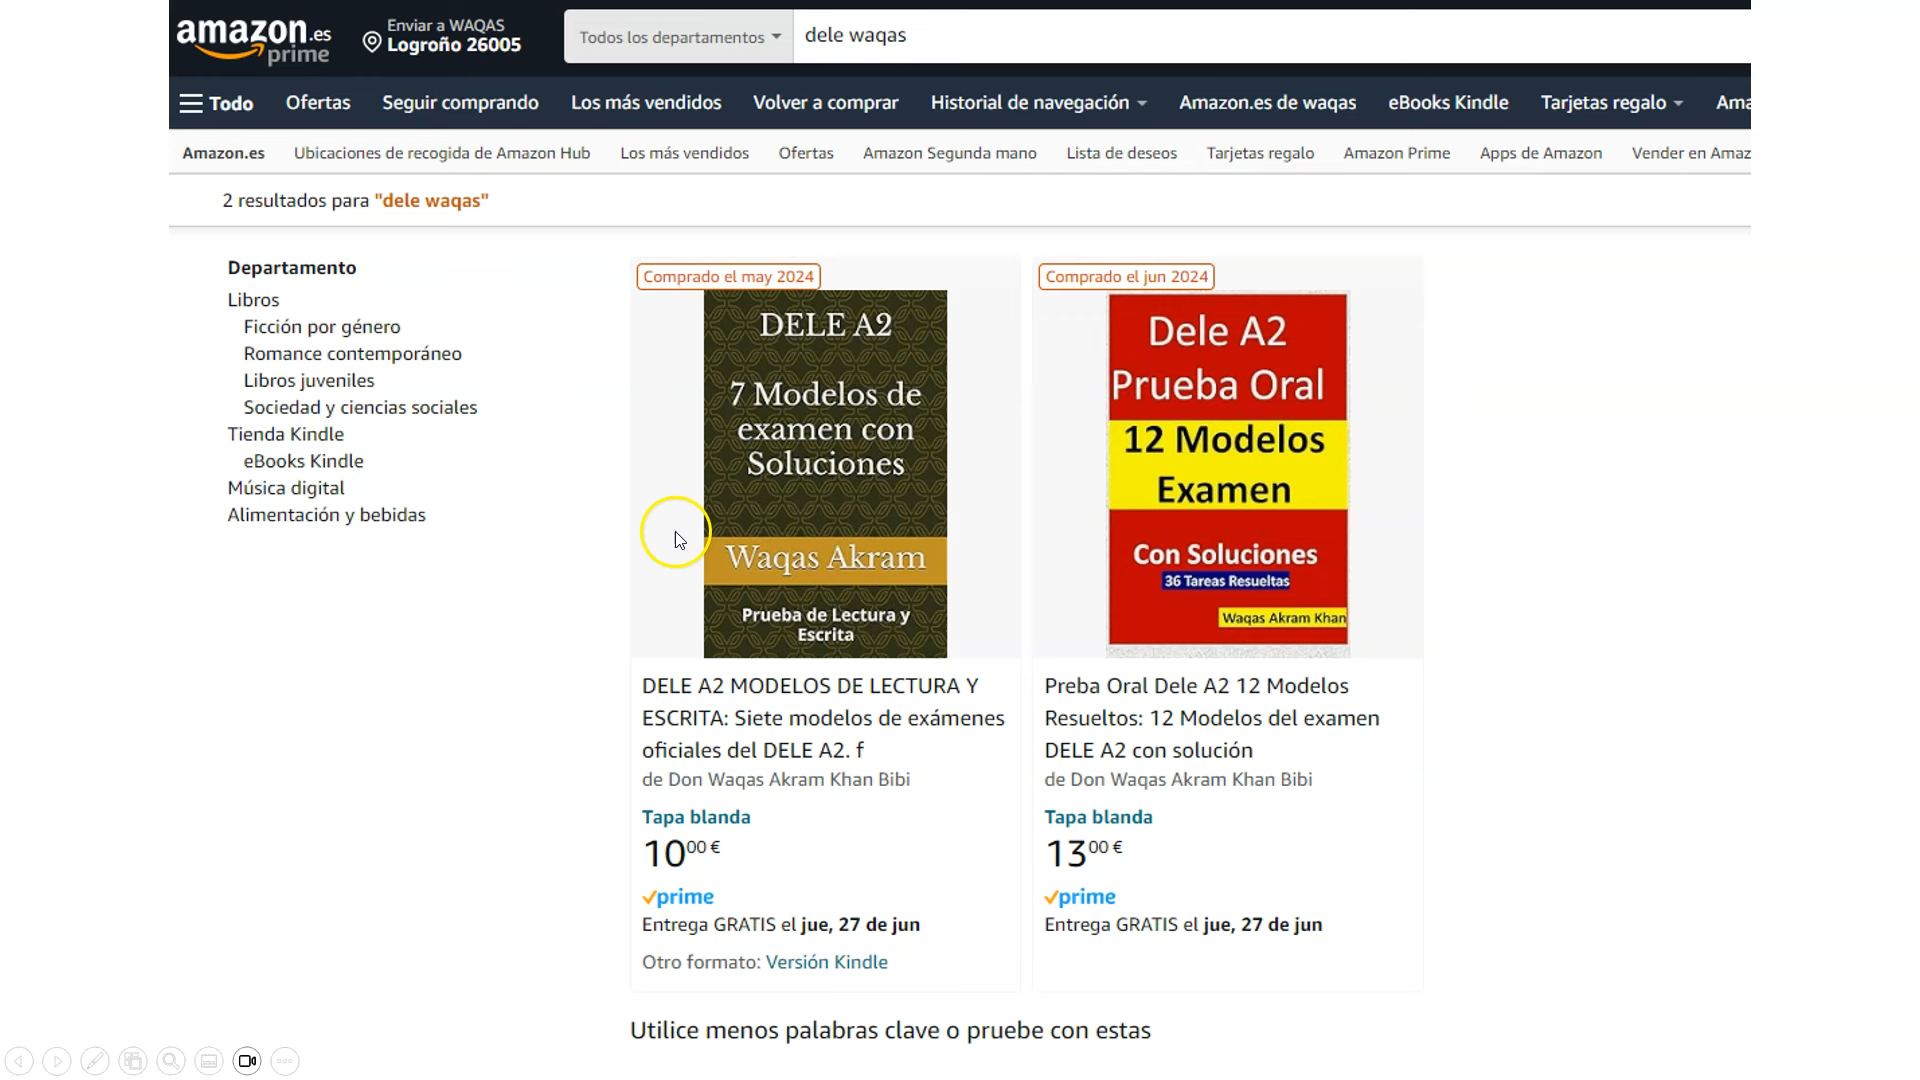 amazon.es
prime
Enviar a WAQAS
Logroño 26005
Todos los departamentos
dele waqas
Todo
Ofertas
Seguir comprando
Los más vendidos
Volver a comprar
Historial de navegación
Amazon.es de waqas
eBooks Kindle
Tarjetas regalo
Ama
Amazon.es
Ubicaciones de recogida de Amazon Hub
Los más vendidos
Ofertas
Amazon Segunda mano
Lista de deseos
Tarjetas regalo
Amazon Prime
Apps de Amazon
Vender en Amaz
2 resultados para "dele waqas"
Departamento
Libros
Ficción por género
Romance contemporáneo
Libros juveniles
Sociedad y ciencias sociales
Tienda Kindle
eBooks Kindle
Música digital
Alimentación y bebidas
Comprado el may 2024
DELE A2
7 Modelos de
examen con
Soluciones
Waqas Akram
Prueba de Lectura y
Escrita
DELE A2 MODELOS DE LECTURA Y
ESCRITA: Siete modelos de exámenes
oficiales del DELE A2. f
de Don Waqas Akram Khan Bibi
Tapa blanda
10,00 €
prime
Entrega GRATIS el jue, 27 de jun
Otro formato: Versión Kindle
Comprado el jun 2024
Dele A2
Prueba Oral
12 Modelos
Examen
Con Soluciones
36 Tareas Resueltas
Waqas Akram Khan
Preba Oral Dele A2 12 Modelos
Resueltos: 12 Modelos del examen
DELE A2 con solución
de Don Waqas Akram Khan Bibi
Tapa blanda
13,00 €
prime
Entrega GRATIS el jue, 27 de jun
Utilice menos palabras clave o pruebe con estas